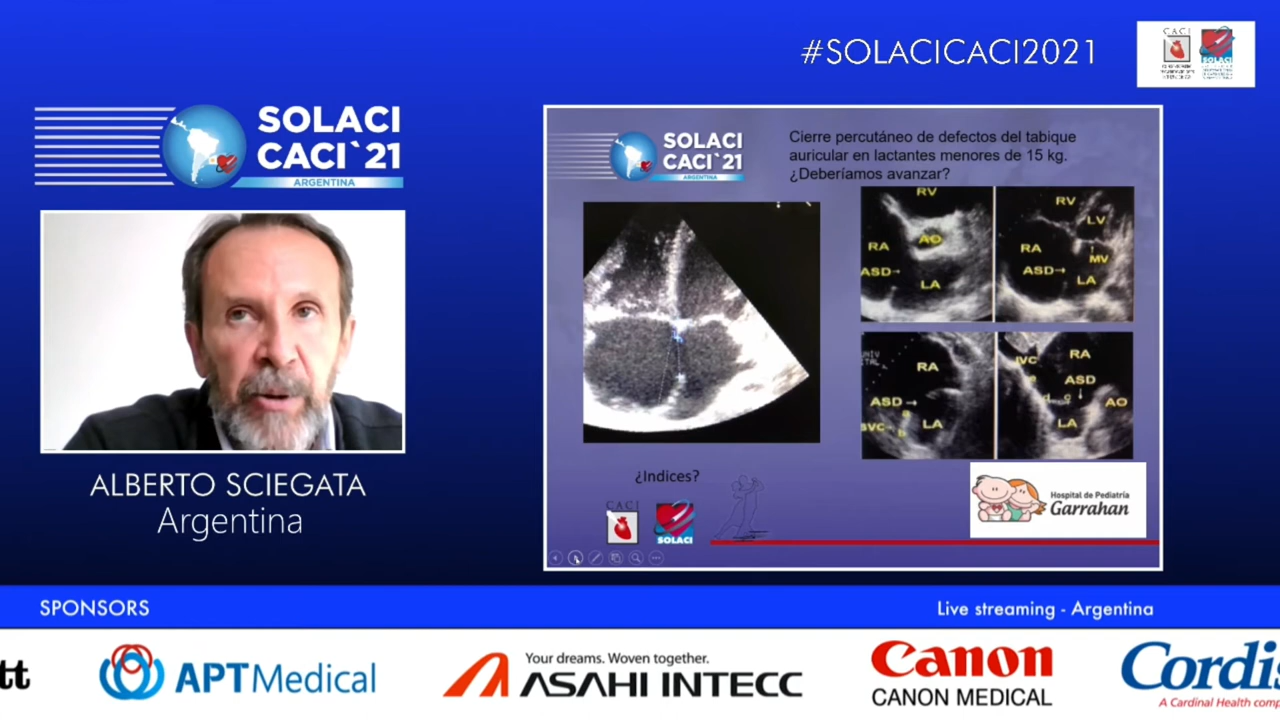 #SOLACICACI2021
CACI
SOLACI
SOLACI
CACI`21
ARGENTINA
ALBERTO SCIEGATA
Argentina
SOLACI
CACI`21
ARGENTINA
Cierre percutáneo de defectos del tabique
auricular en lactantes menores de 15 kg.
¿Deberíamos avanzar?
RV
RA
AO
ASD→
LA
RV
LV
RA
ASD→
MV
LA
RA
ASD→
a
SVC→
b
LA
IVC
RA
ASD
d
c
AO
LA
¿Indices?
CACI
SOLACI
Hospital de Pediatría
Garrahan
SPONSORS
Live streaming - Argentina
tt
APTMedical
Your dreams. Woven together.
ASAHI INTECC
Canon
CANON MEDICAL
Cordis
A Cardinal Health comp